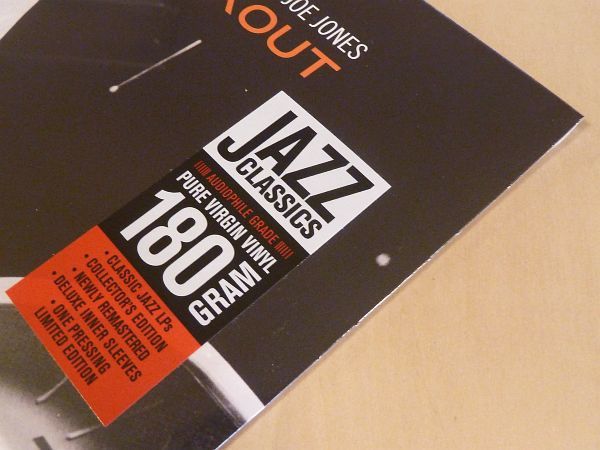 JOE JONES
KOUT
JAZZ
CLASSICS
AUDIOPHILE GRADE
PURE VIRGIN VINYL
180
GRAM
• CLASSIC JAZZ LPs
• COLLECTOR'S EDITION
• NEWLY REMASTERED
• DELUXE INNER SLEEVES
• ONE PRESSING
LIMITED EDITION